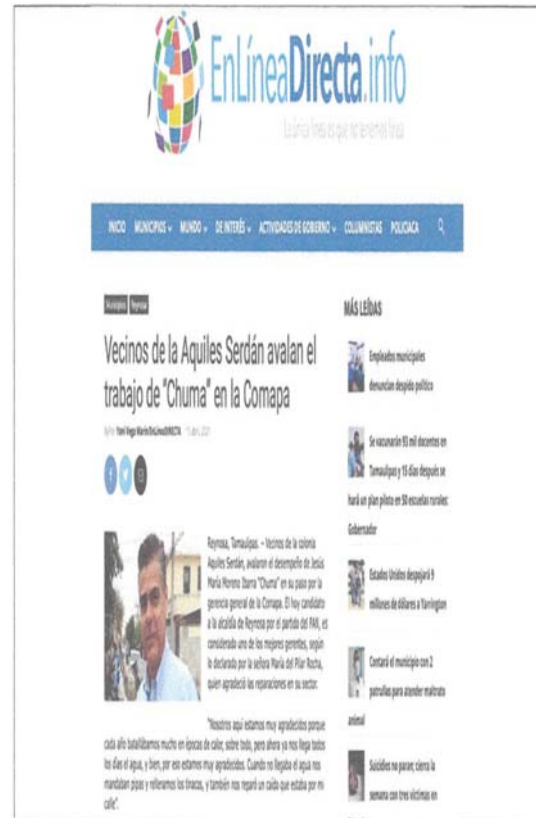 EnLíneaDirecta.info
La única línea es que no tenemos línea
INICIO MUNICIPIOS MUNDO DE INTERÉS ACTIVIDADES DE GOBIERNO COLUMNISTAS POLICIACA
Municipios Reynosa
Vecinos de la Aquiles Serdán avalan el
trabajo de "Chuma" en la Comapa
By Por Yani Vega Marín/EnLíneaDIRECTA
Reynosa, Tamaulipas. – Vecinos de la colonia
Aquiles Serdán, avalaron el desempeño de Jesús
María Moreno Ibarra "Chuma" en su paso por la
gerencia general de la Comapa. El hoy candidato
a la alcaldía de Reynosa por el partido del PAN, es
considerada uno de los mejores gerentes, según
lo declarado por la señora María del Pilar Rocha,
quien agradeció las reparaciones en su sector.
"Nosotros aquí estamos muy agradecidos porque
cada año batallábamos mucho en épocas de calor, sobre todo, pero ahora ya nos llega todos
los días el agua, y bien, por eso estamos muy agradecidos. Cuando no llegaba el agua nos
mandaban pipas y rellenamos los tinacos, y también nos reparó un caído que estaba por mi
calle".
MÁS LEÍDAS
Empleados municipales
denuncian despido político
Se vacunarán 93 mil docentes en
Tamaulipas y 15 días después se
hará un plan piloto en 50 escuelas rurales:
Gobernador
Estados Unidos despojará 9
millones de dólares a Yarrington
Contará el municipio con 2
patrullas para atender maltrato
animal
Suicidios no paran; cierra la
semana con tres víctimas en